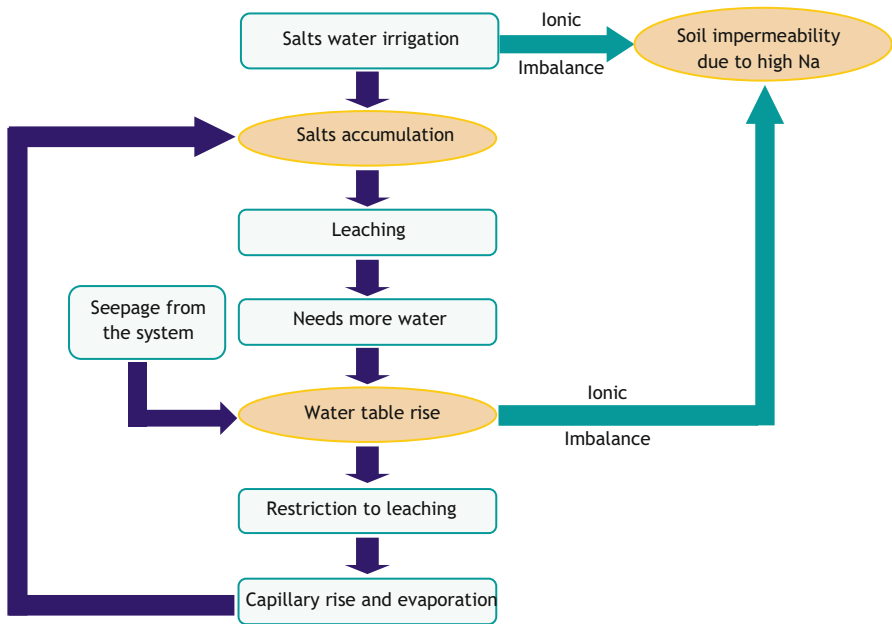 Salts water irrigation
Ionic
Imbalance
Soil impermeability
due to high Na
Salts accumulation
Leaching
Seepage from
the system
Needs more water
Water table rise
Ionic
Imbalance
Restriction to leaching
Capillary rise and evaporation